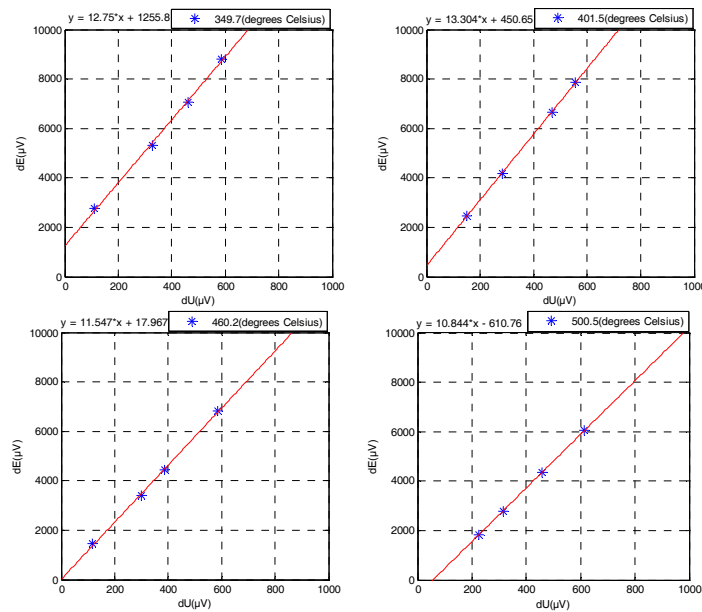 y = 12.75*x + 1255.8
349.7(degrees Celsius)
10000
8000
6000
4000
2000
0
dE(µV)
0 200 400 600 800 1000
dU(µV)
y = 13.304*x + 450.65
401.5(degrees Celsius)
10000
8000
6000
4000
2000
0
dE(µV)
0 200 400 600 800 1000
dU(µV)
y = 11.547*x + 17.967
460.2(degrees Celsius)
10000
8000
6000
4000
2000
0
dE(µV)
0 200 400 600 800 1000
dU(µV)
y = 10.844*x - 610.76
500.5(degrees Celsius)
10000
8000
6000
4000
2000
0
dE(µV)
0 200 400 600 800 1000
dU(µV)